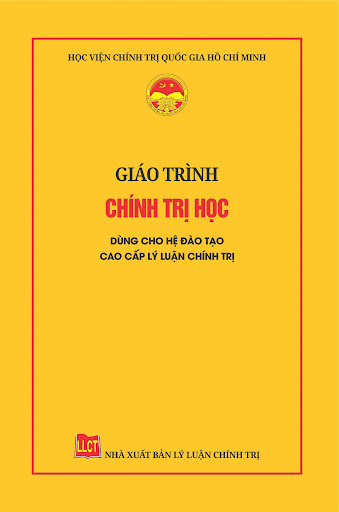 HỌC VIỆN CHÍNH TRỊ QUỐC GIA HỒ CHÍ MINH
GIÁO TRÌNH
CHÍNH TRỊ HỌC
DÙNG CHO HỆ ĐÀO TẠO
CAO CẤP LÝ LUẬN CHÍNH TRỊ
LLCT
NHÀ XUẤT BẢN LÝ LUẬN CHÍNH TRỊ